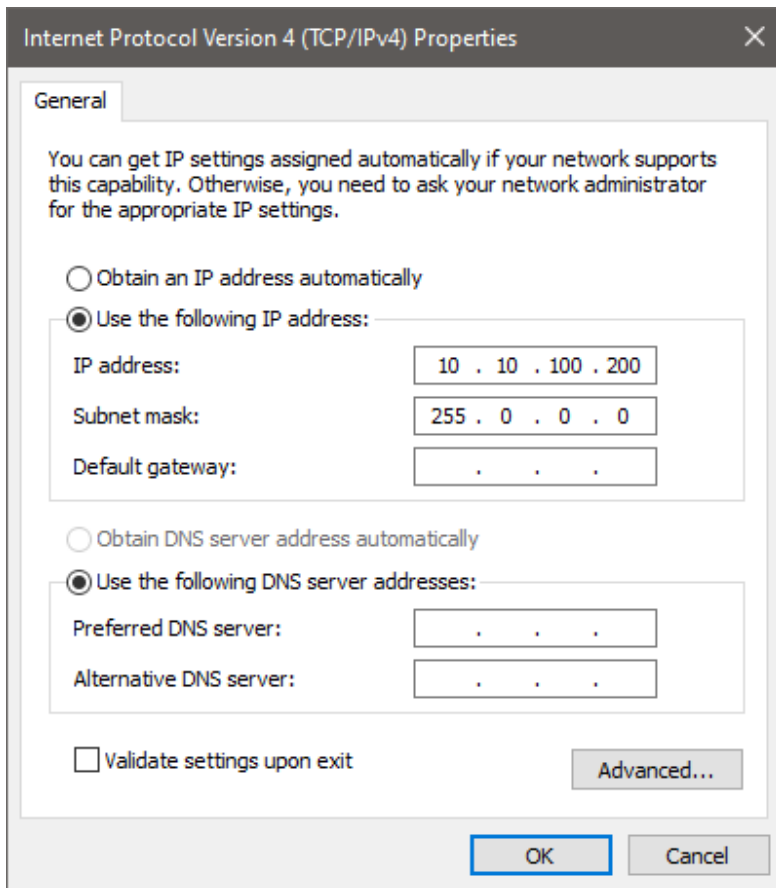 Internet Protocol Version 4 (TCP/IPv4) Properties
General
You can get IP settings assigned automatically if your network supports
this capability. Otherwise, you need to ask your network administrator
for the appropriate IP settings.
Obtain an IP address automatically
Use the following IP address:
IP address: 10 . 10 . 100 . 200
Subnet mask: 255 . 0 . 0 . 0
Default gateway: . . .
Obtain DNS server address automatically
Use the following DNS server addresses:
Preferred DNS server: . . .
Alternative DNS server: . . .
Validate settings upon exit Advanced...
OK Cancel